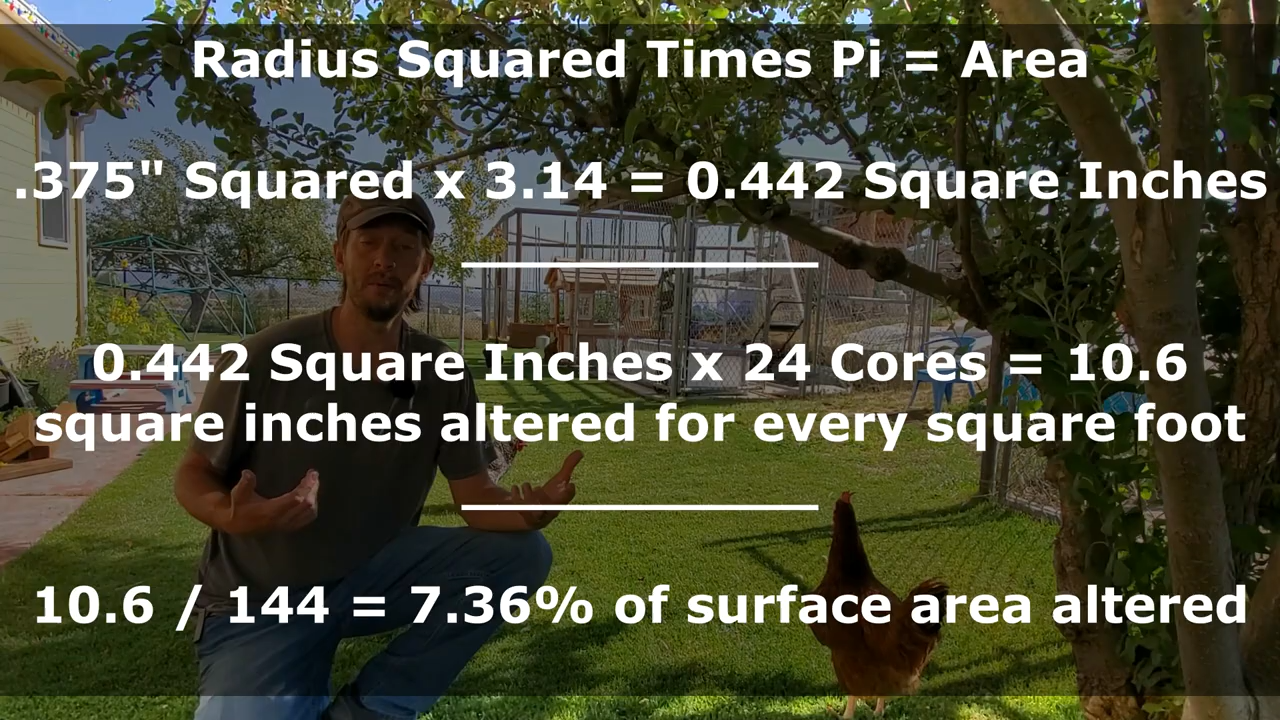 Radius Squared Times Pi = Area
.375" Squared x 3.14 = 0.442 Square Inches
0.442 Square Inches x 24 Cores = 10.6
square inches altered for every square foot
10.6 / 144 = 7.36% of surface area altered